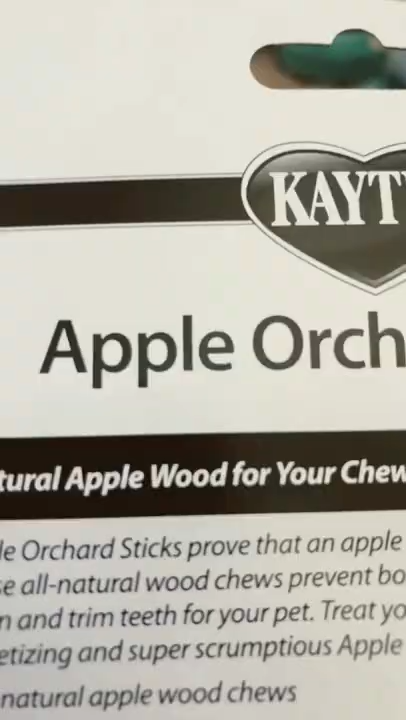 KAYT
Apple Orch
tural Apple Wood for Your Chew
le Orchard Sticks prove that an apple
se all-natural wood chews prevent bo
n and trim teeth for your pet. Treat yo
etizing and super scrumptious Apple
natural apple wood chews